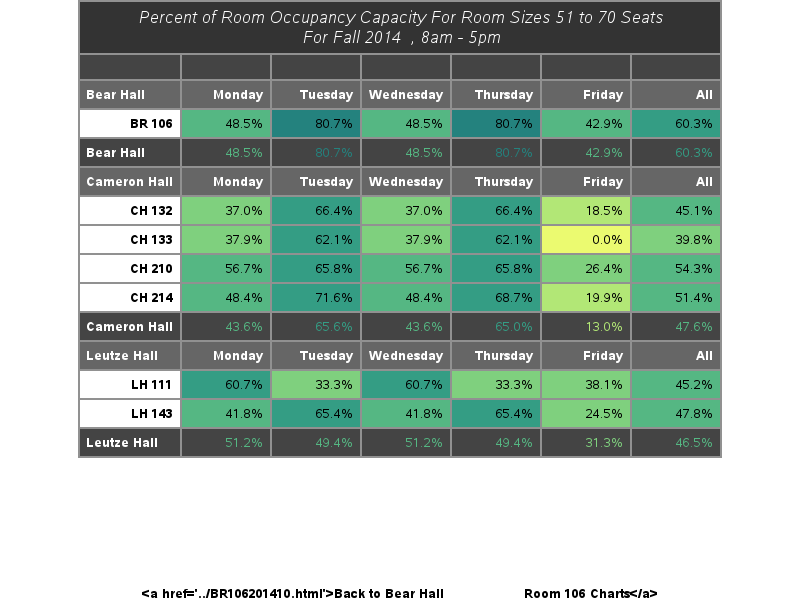 Percent of Room Occupancy Capacity For Room Sizes 51 to 70 Seats
For Fall 2014 , 8am - 5pm
Bear Hall Monday Tuesday Wednesday Thursday Friday All
BR 106 48.5% 80.7% 48.5% 80.7% 42.9% 60.3%
Bear Hall 48.5% 80.7% 48.5% 80.7% 42.9% 60.3%
Cameron Hall Monday Tuesday Wednesday Thursday Friday All
CH 132 37.0% 66.4% 37.0% 66.4% 18.5% 45.1%
CH 133 37.9% 62.1% 37.9% 62.1% 0.0% 39.8%
CH 210 56.7% 65.8% 56.7% 65.8% 26.4% 54.3%
CH 214 48.4% 71.6% 48.4% 68.7% 19.9% 51.4%
Cameron Hall 43.6% 65.6% 43.6% 65.0% 13.0% 47.6%
Leutze Hall Monday Tuesday Wednesday Thursday Friday All
LH 111 60.7% 33.3% 60.7% 33.3% 38.1% 45.2%
LH 143 41.8% 65.4% 41.8% 65.4% 24.5% 47.8%
Leutze Hall 51.2% 49.4% 51.2% 49.4% 31.3% 46.5%
<a href='../BR106201410.html'>Back to Bear Hall Room 106 Charts</a>